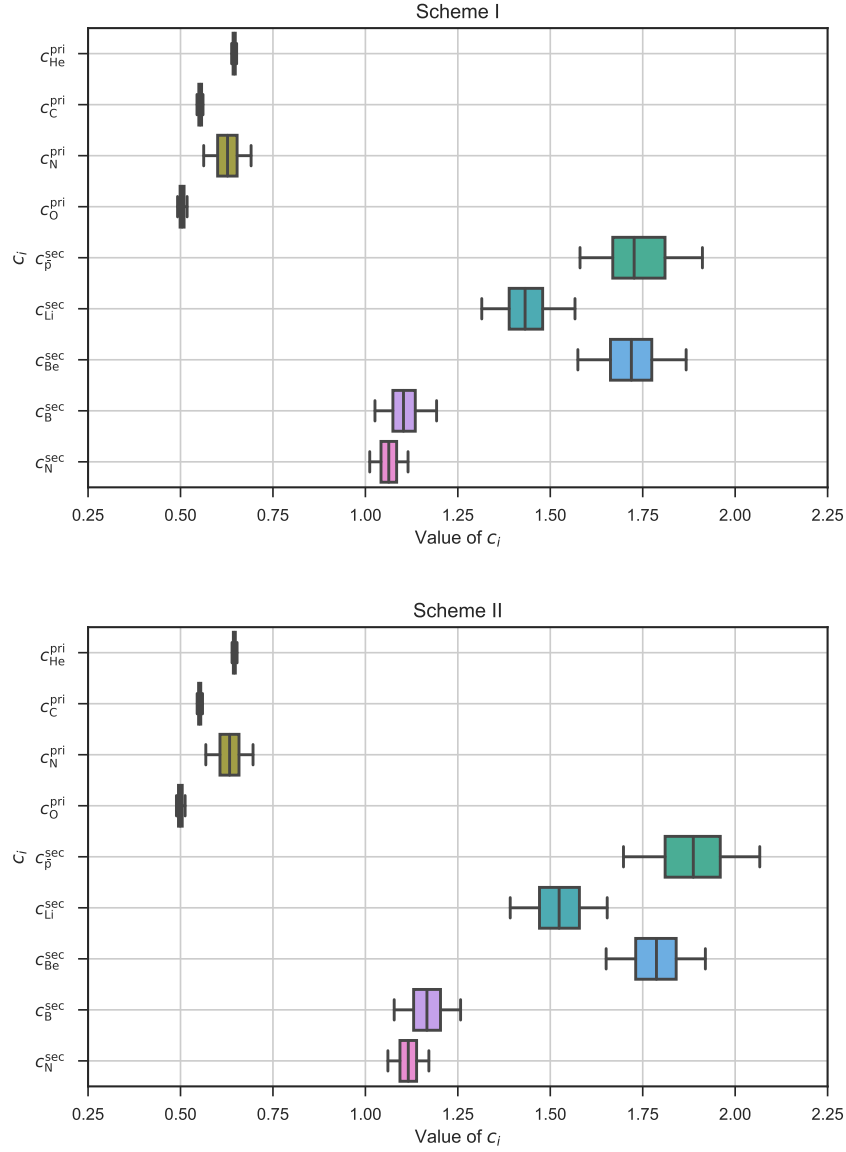 Scheme I
c_He^pri
c_C^pri
c_N^pri
c_O^pri
c_p̄^sec
c_Li^sec
c_Be^sec
c_B^sec
c_N^sec
c_i
0.25 0.50 0.75 1.00 1.25 1.50 1.75 2.00 2.25
Value of c_i
Scheme II
c_He^pri
c_C^pri
c_N^pri
c_O^pri
c_p̄^sec
c_Li^sec
c_Be^sec
c_B^sec
c_N^sec
c_i
0.25 0.50 0.75 1.00 1.25 1.50 1.75 2.00 2.25
Value of c_i